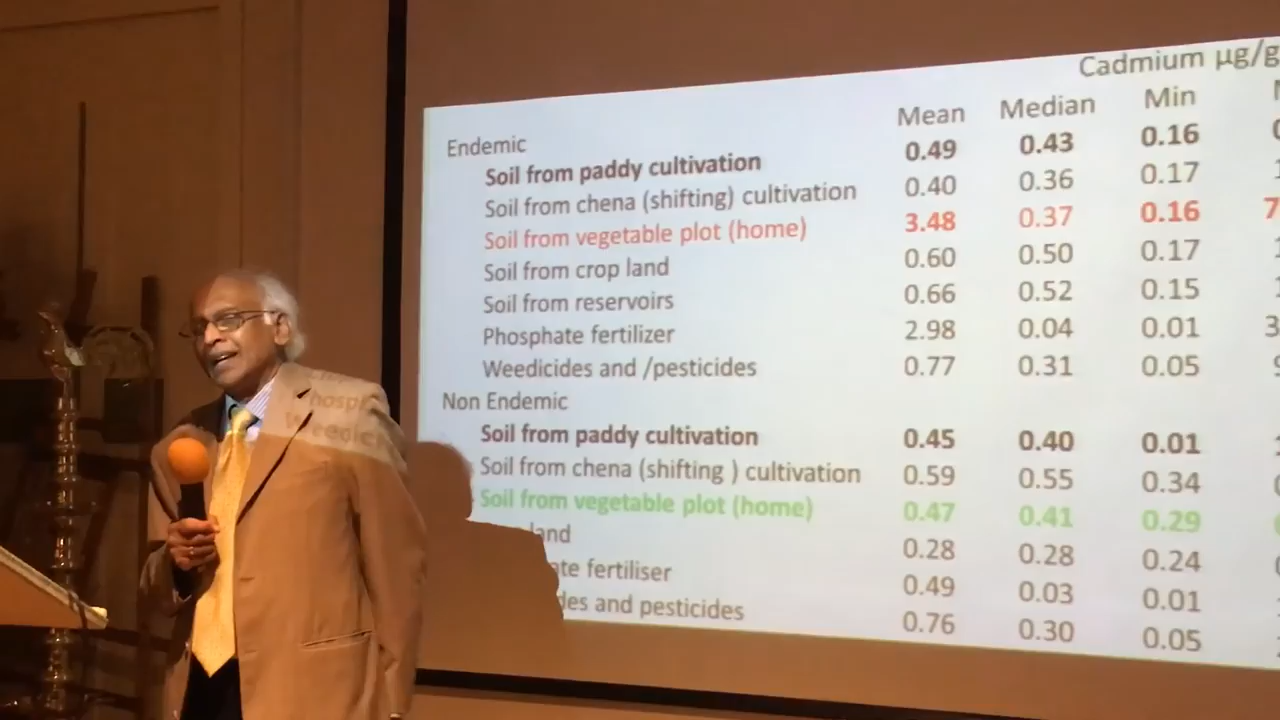 Cadmium µg/g
Mean Median Min
Endemic
Soil from paddy cultivation 0.49 0.43 0.16
Soil from chena (shifting) cultivation 0.40 0.36 0.17
Soil from vegetable plot (home) 3.48 0.37 0.16
Soil from crop land 0.60 0.50 0.17
Soil from reservoirs 0.66 0.52 0.15
Phosphate fertilizer 2.98 0.04 0.01
Weedicides and /pesticides 0.77 0.31 0.05
Non Endemic
Soil from paddy cultivation 0.45 0.40 0.01
Soil from chena (shifting ) cultivation 0.59 0.55 0.34
Soil from vegetable plot (home) 0.47 0.41 0.29
land 0.28 0.28 0.24
fertiliser 0.49 0.03 0.01
and pesticides 0.76 0.30 0.05